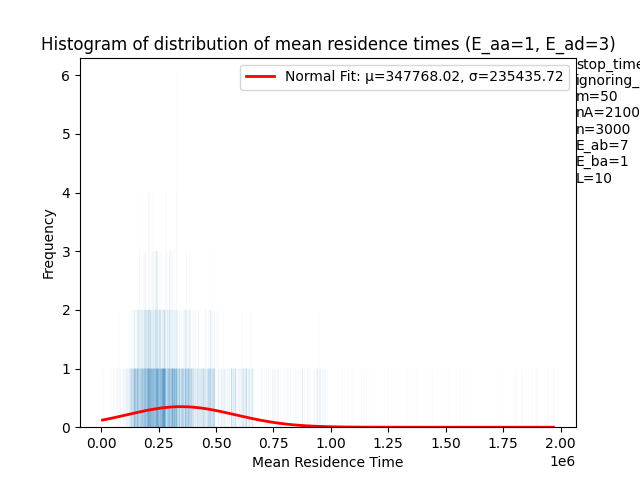 Histogram of distribution of mean residence times (E_aa=1, E_ad=3)
Normal Fit: μ=347768.02, σ=235435.72
stop_time
ignoring_
m=50
nA=2100
n=3000
E_ab=7
E_ba=1
L=10
Frequency
6
5
4
3
2
1
0
0.00 0.25 0.50 0.75 1.00 1.25 1.50 1.75 2.00
1e6
Mean Residence Time